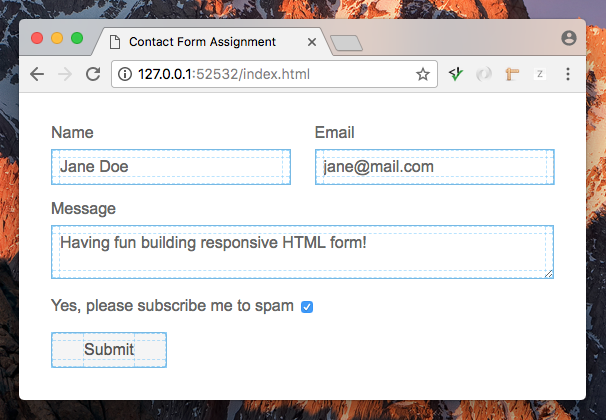 Contact Form Assignment
127.0.0.1:52532/index.html
z
Name Email
Jane Doe jane@mail.com
Message
Having fun building responsive HTML form!
Yes, please subscribe me to spam
Submit